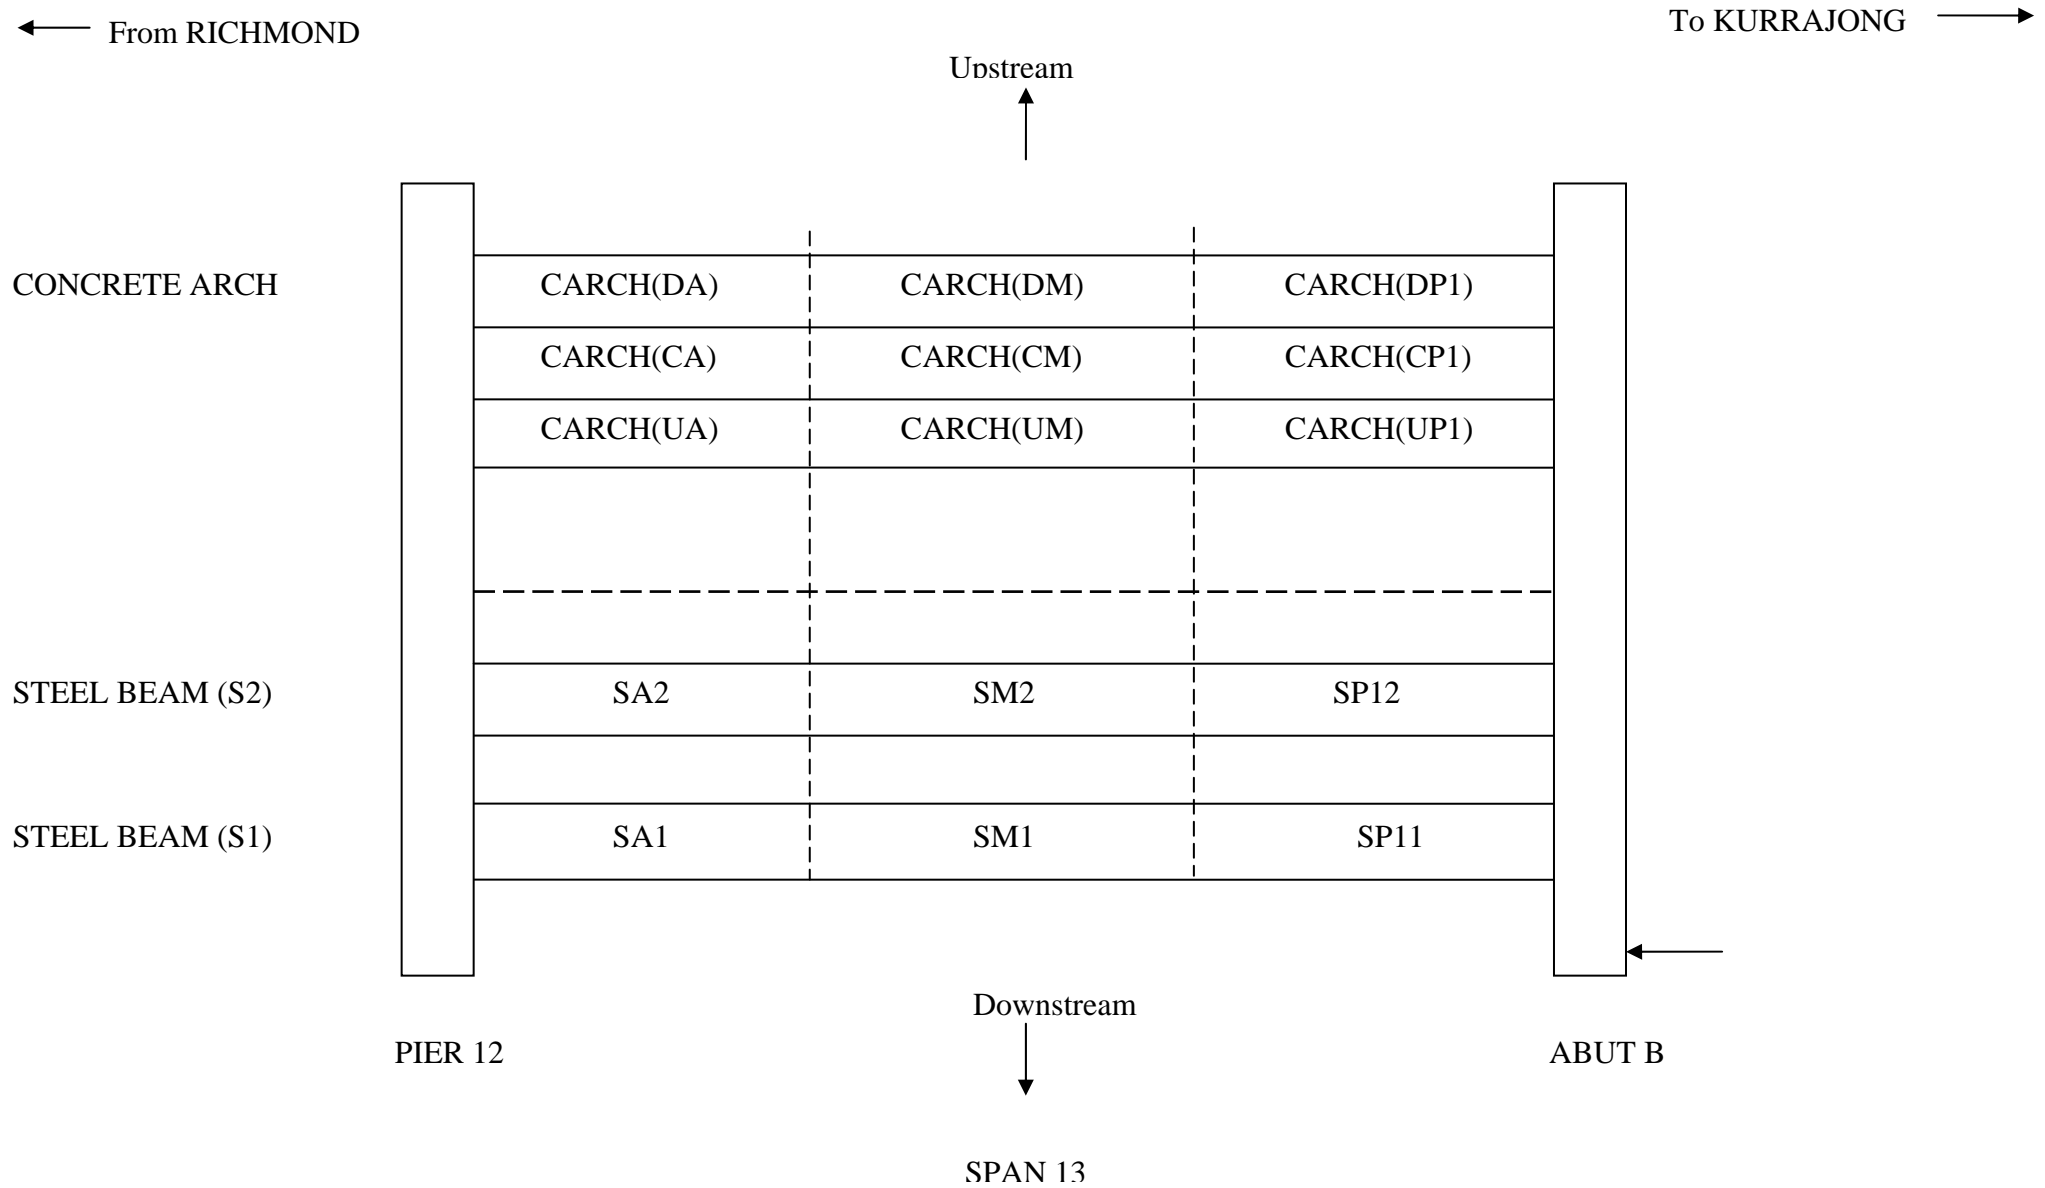 From RICHMOND
To KURRAJONG
Upstream
CONCRETE ARCH CARCH(DA) CARCH(DM) CARCH(DP1)
CARCH(CA) CARCH(CM) CARCH(CP1)
CARCH(UA) CARCH(UM) CARCH(UP1)
STEEL BEAM (S2) SA2 SM2 SP12
STEEL BEAM (S1) SA1 SM1 SP11
Downstream
PIER 12 ABUT B
SPAN 13